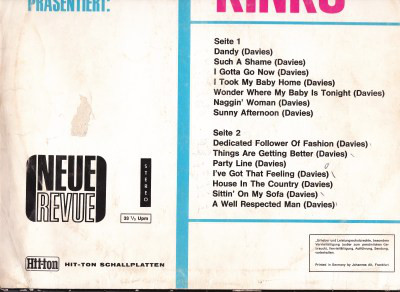 PRÄSENTIERT:
KINKS
Seite 1
Dandy (Davies)
Such A Shame (Davies)
I Gotta Go Now (Davies)
I Took My Baby Home (Davies)
Wonder Where My Baby Is Tonight (Davies)
Naggin' Woman (Davies)
Sunny Afternoon (Davies)
Seite 2
Dedicated Follower Of Fashion (Davies)
Things Are Getting Better (Davies)
Party Line (Davies)
I've Got That Feeling (Davies)
House In The Country (Davies)
Sittin' On My Sofa (Davies)
A Well Respected Man (Davies)
NEUE
REVUE
STEREO
33 ⅓ Upm
Hit-ton
HIT-TON SCHALLPLATTEN
Printed in Germany by Johannes Alt, Frankfurt